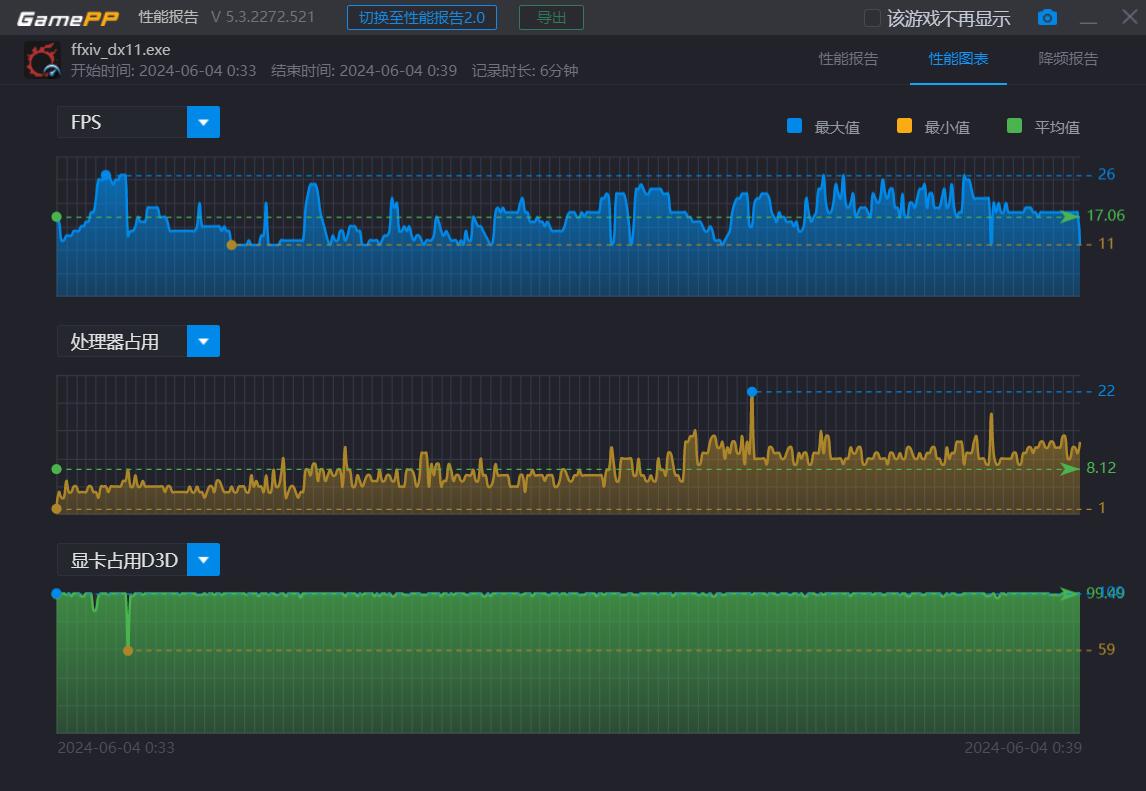 GamePP 性能报告 V 5.3.2272.521 切换至性能报告2.0 导出 该游戏不再显示
ffxiv_dx11.exe
开始时间: 2024-06-04 0:33 结束时间: 2024-06-04 0:39 记录时长: 6分钟
性能报告 性能图表 降频报告
FPS
最大值 最小值 平均值
26
17.06
11
处理器占用
22
8.12
1
显卡占用D3D
99.49 100
59
2024-06-04 0:33 2024-06-04 0:39